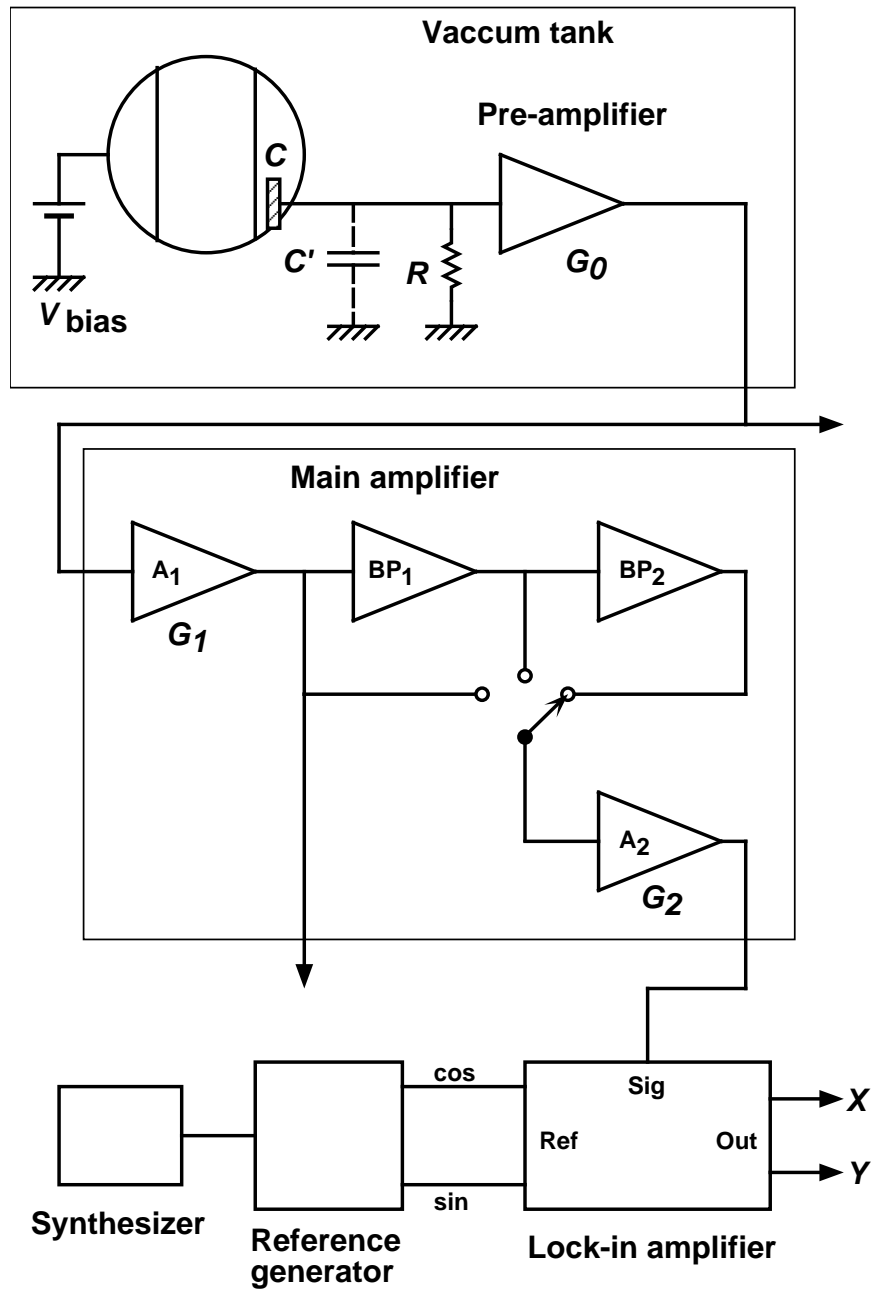 Vaccum tank
Pre-amplifier
C
C'
R
G0
V bias
Main amplifier
A1
BP1
BP2
G1
A2
G2
cos
Sig
X
Ref
Out
Y
sin
Synthesizer
Reference
generator
Lock-in amplifier